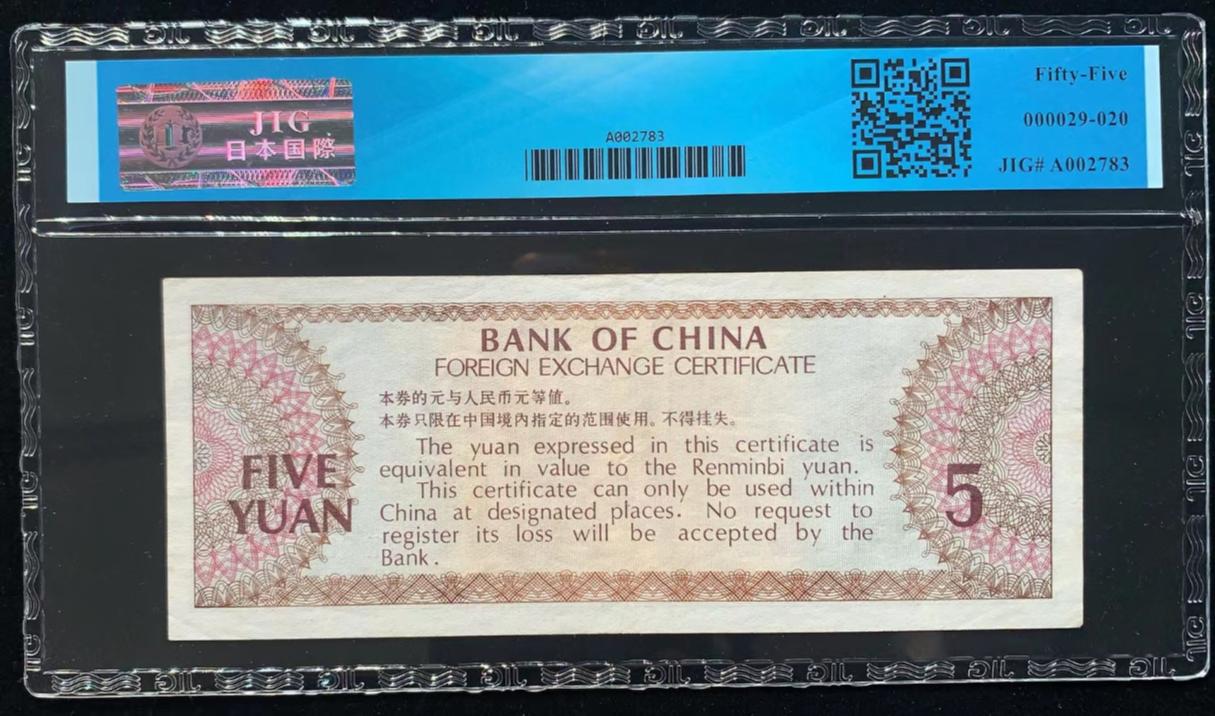 JIG
日本国際
A002783
Fifty-Five
000029-020
JIG# A002783
BANK OF CHINA
FOREIGN EXCHANGE CERTIFICATE
本券的元与人民币元等值。
本券只限在中国境内指定的范围使用。不得挂失。
The yuan expressed in this certificate is
equivalent in value to the Renminbi yuan.
This certificate can only be used within
China at designated places. No request to
register its loss will be accepted by the
Bank.
FIVE
YUAN
5